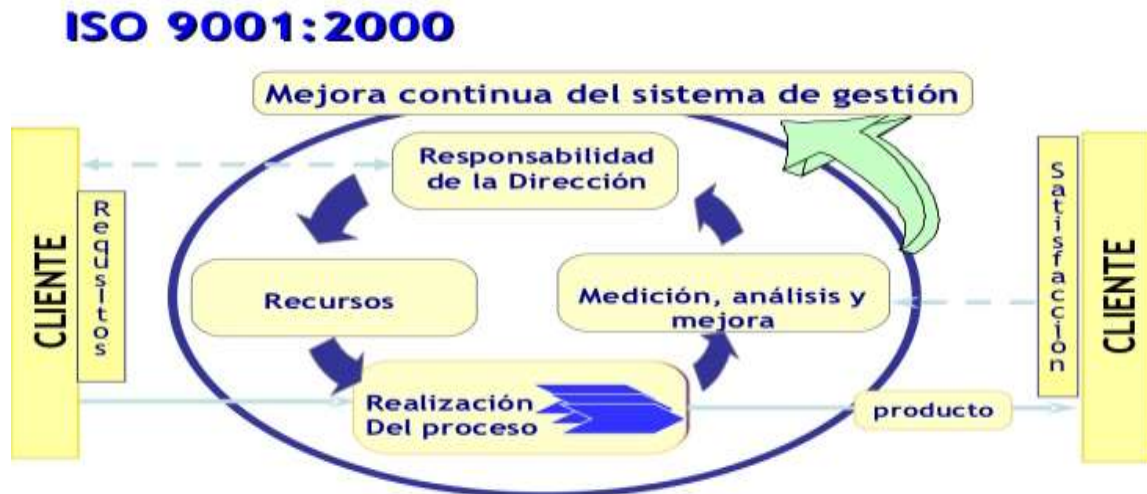 ISO 9001:2000
Mejora continua del sistema de gestión
Responsabilidad
de la Dirección
CLIENTE
Requsitos
Recursos
Medición, análisis y
mejora
Realización
Del proceso
producto
Satisfacción
CLIENTE